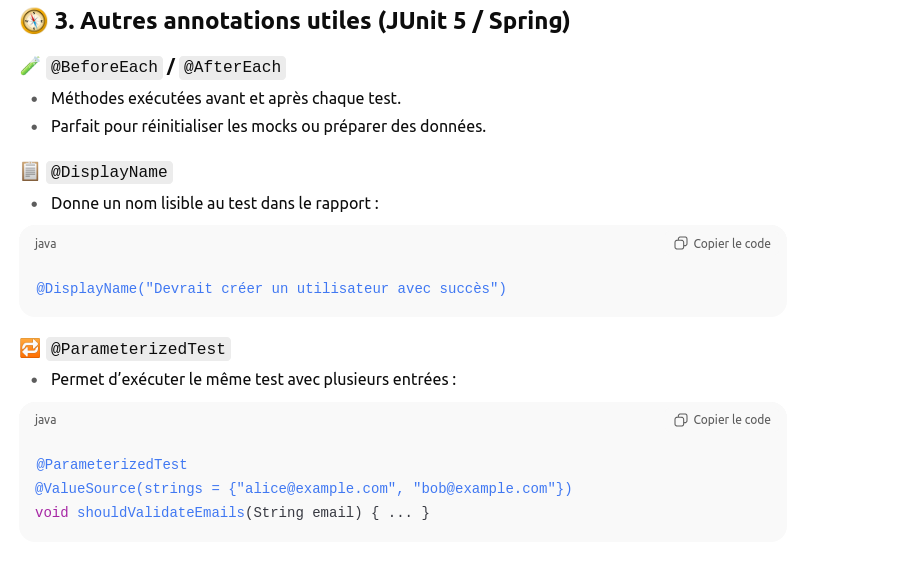 3. Autres annotations utiles (JUnit 5 / Spring)
@BeforeEach / @AfterEach
• Méthodes exécutées avant et après chaque test.
• Parfait pour réinitialiser les mocks ou préparer des données.
@DisplayName
• Donne un nom lisible au test dans le rapport :
java Copier le code
@DisplayName("Devrait créer un utilisateur avec succès")
@ParameterizedTest
• Permet d’exécuter le même test avec plusieurs entrées :
java Copier le code
@ParameterizedTest
@ValueSource(strings = {"alice@example.com", "bob@example.com"})
void shouldValidateEmails(String email) { ... }